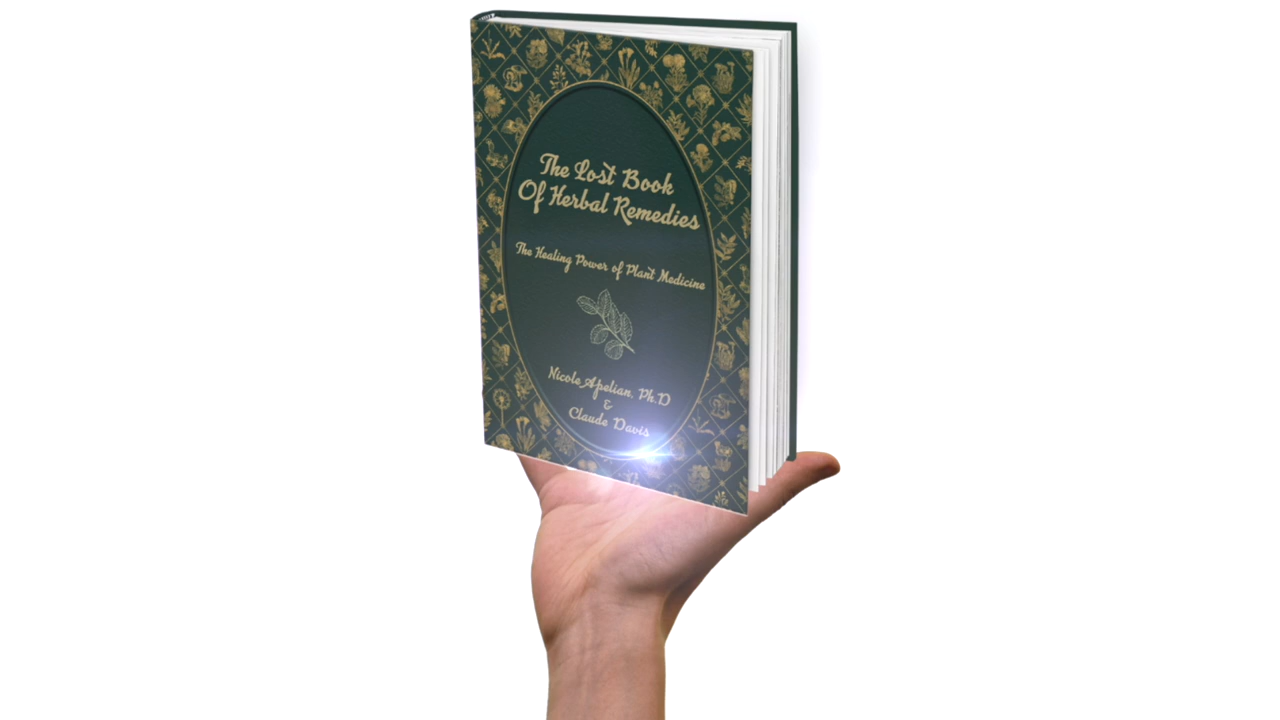 The Lost Book
Of Herbal Remedies
The Healing Power of Plant Medicine
Nicole Apelian, Ph.D
&
Claude Davis